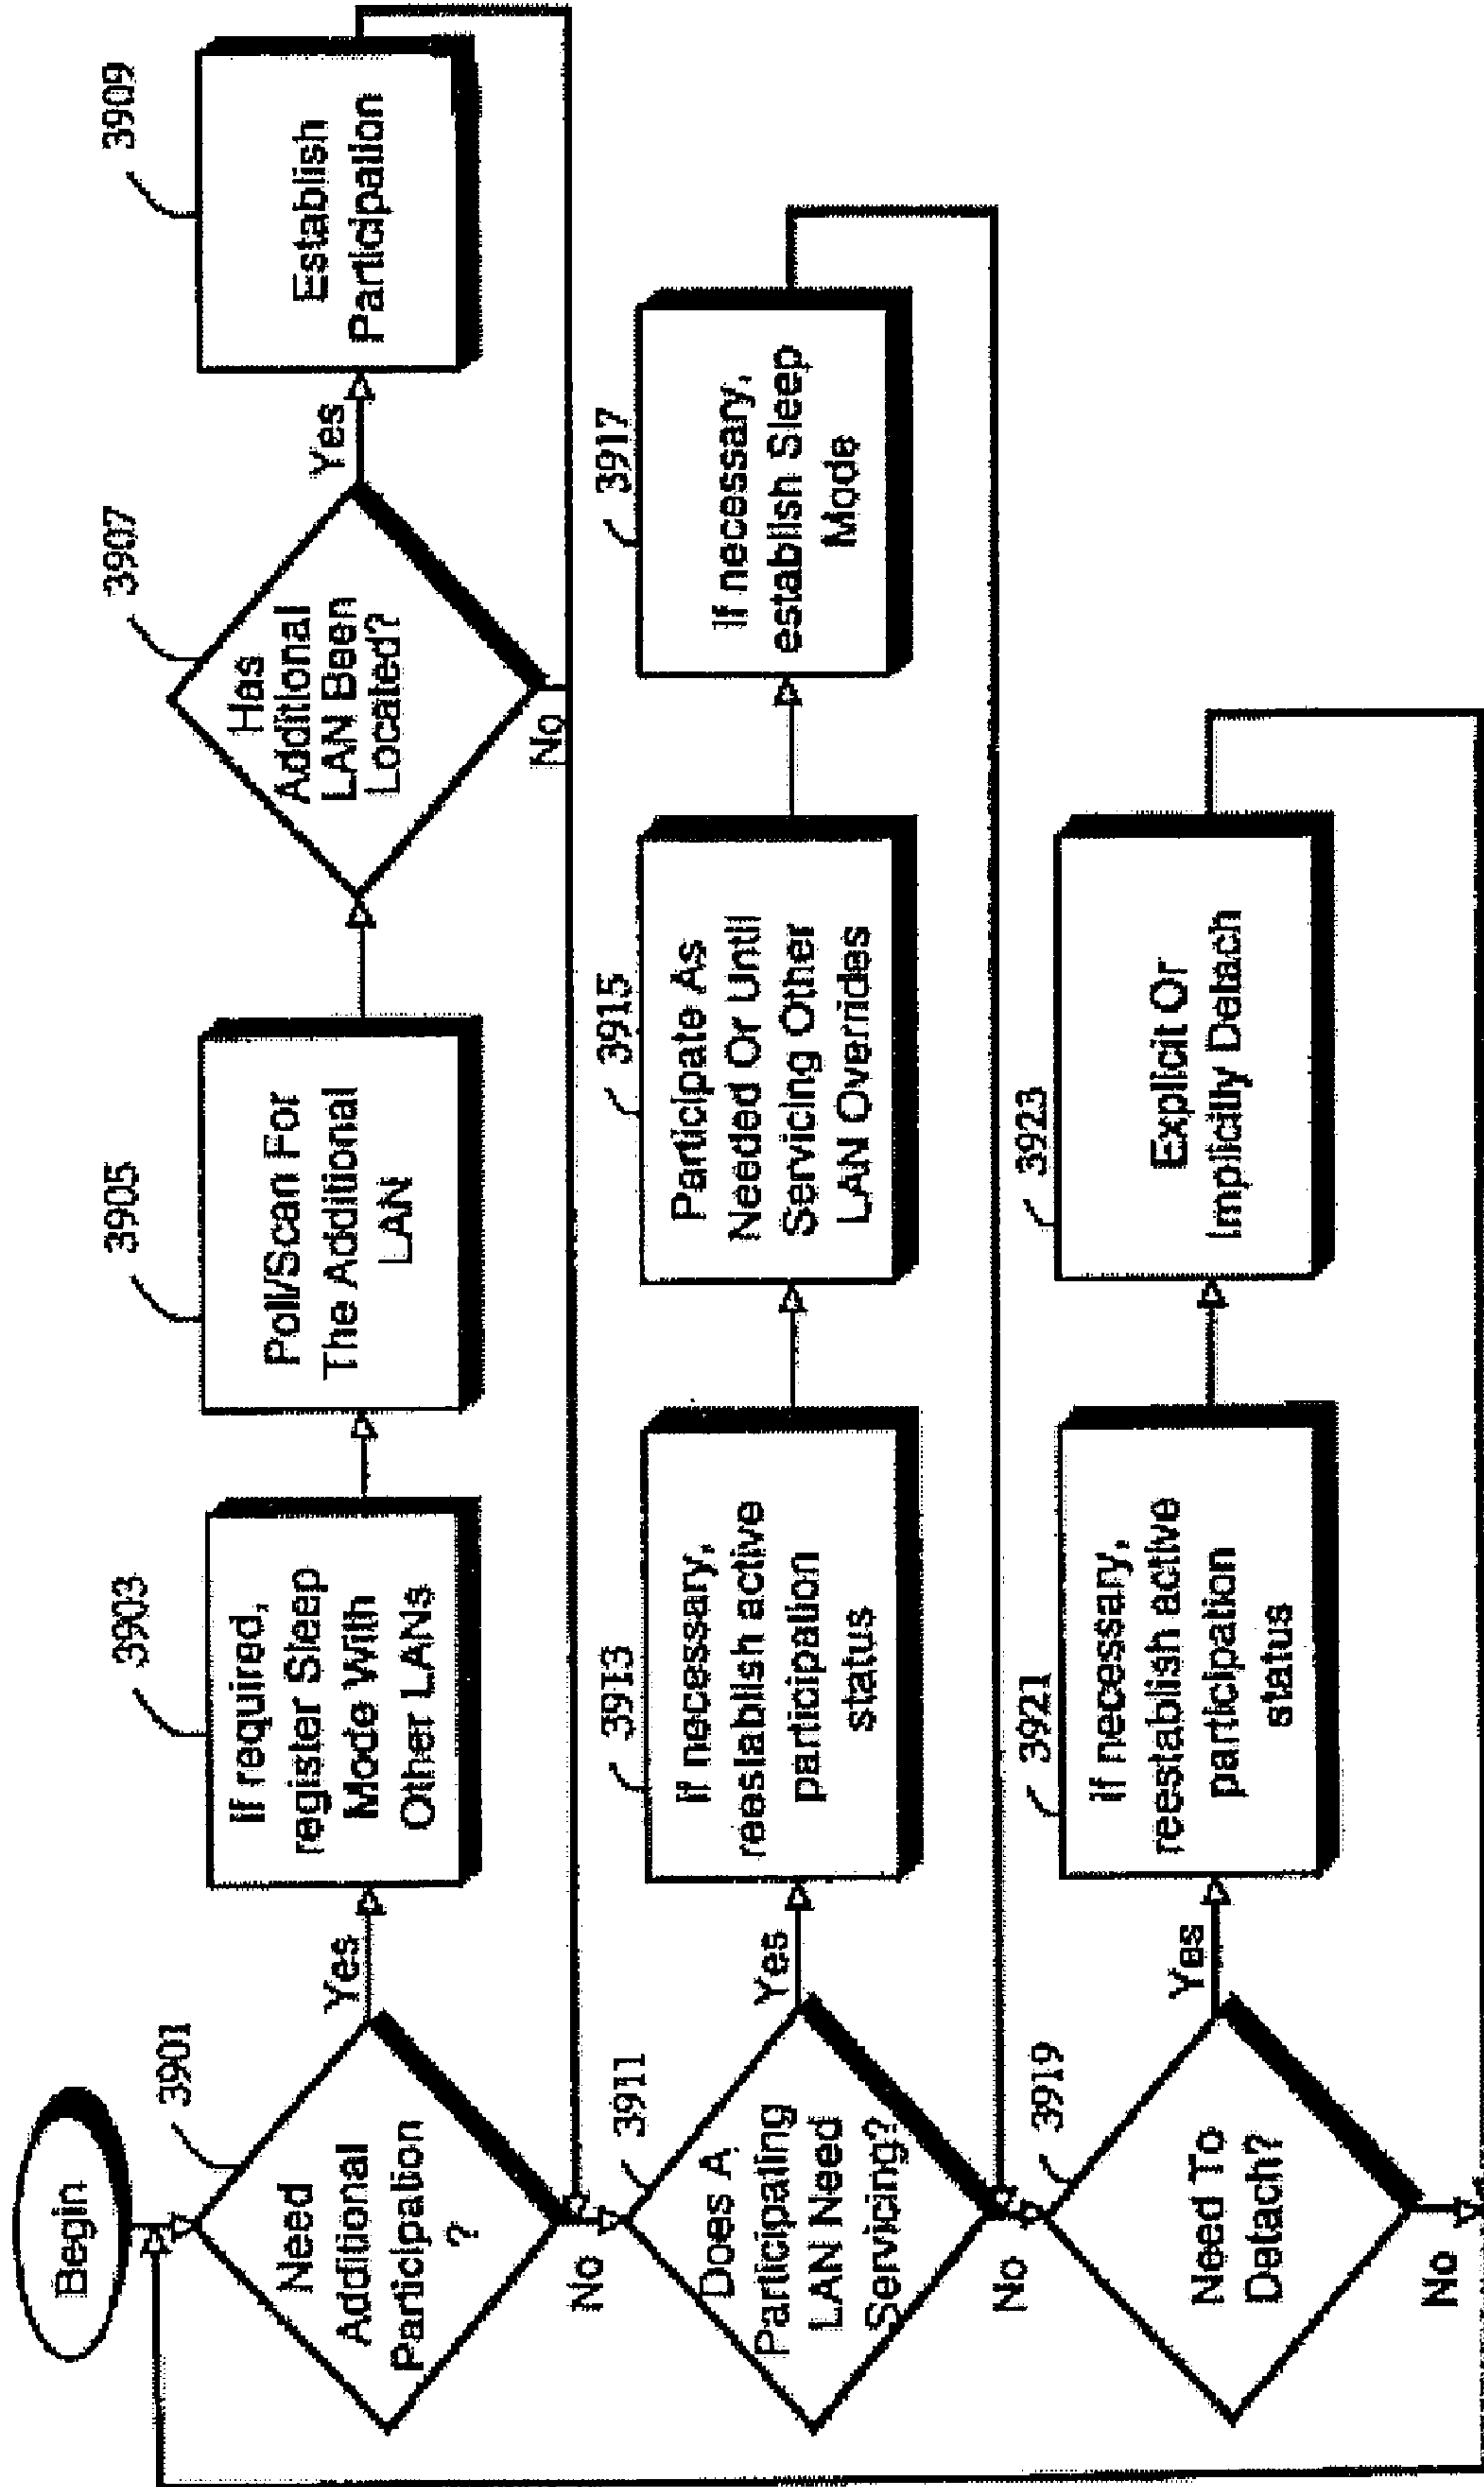 Begin
3901
Need
Additional
Participation
?
Yes
No
3903
If required,
register Sleep
Mode With
Other LANs
3905
Poll/Scan For
The Additional
LAN
3907
Has
Additional
LAN Been
Located?
Yes
No
3909
Establish
Participation
3911
Does A
Participating
LAN Need
Servicing?
Yes
No
3913
If necessary,
reestablish active
participation
status
3915
Participate As
Needed Or Until
Servicing Other
LAN Overrides
3917
If necessary,
establish Sleep
Mode
3919
Need To
Detach?
Yes
No
3921
If necessary,
reestablish active
participation
status
3923
Explicit Or
Implicitly Detach